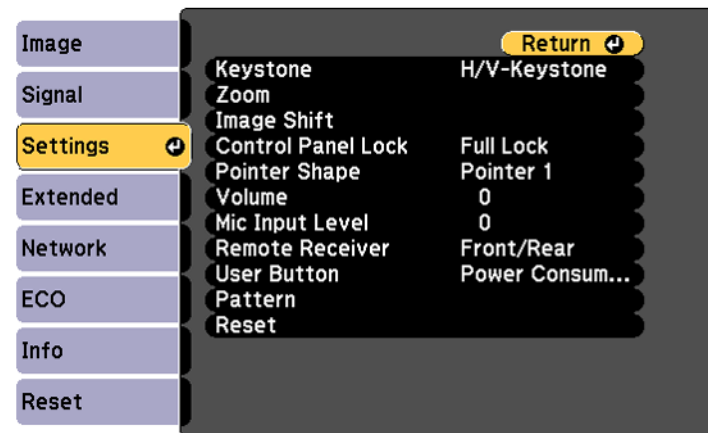 Image
Signal
Settings
Extended
Network
ECO
Info
Reset
Return
Keystone H/V-Keystone
Zoom
Image Shift
Control Panel Lock Full Lock
Pointer Shape Pointer 1
Volume 0
Mic Input Level 0
Remote Receiver Front/Rear
User Button Power Consum...
Pattern
Reset